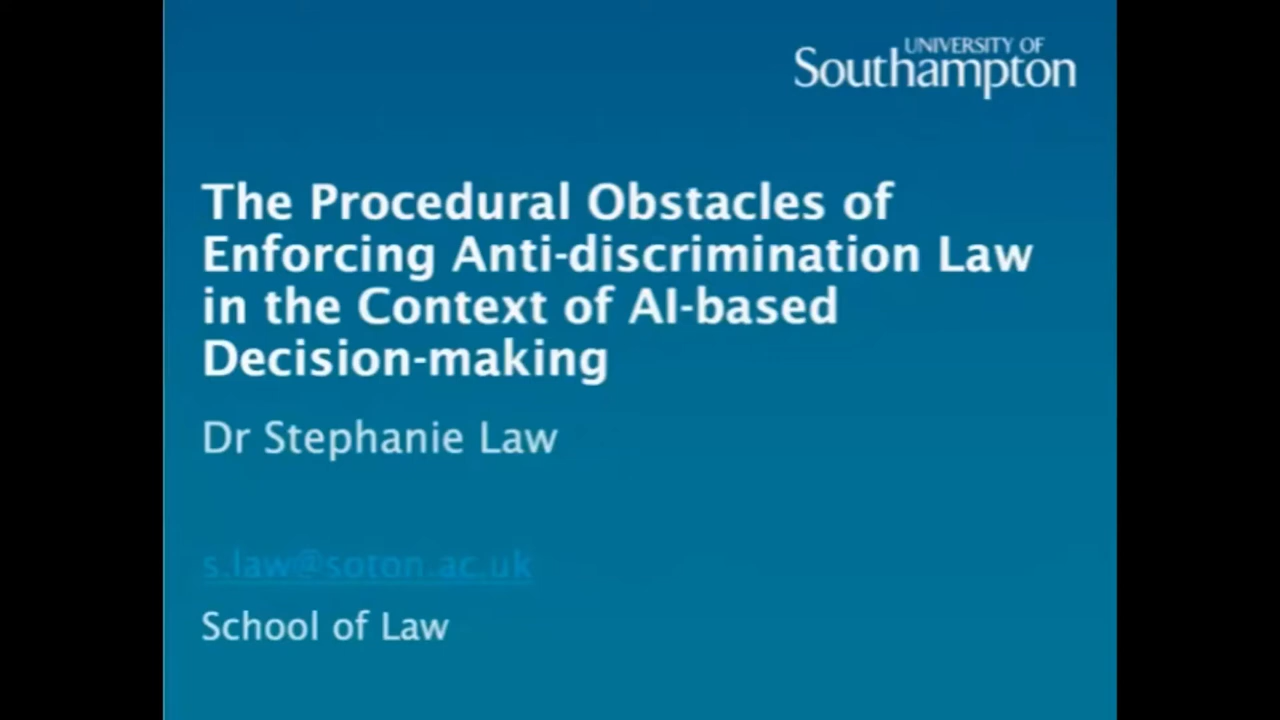 UNIVERSITY OF
Southampton
The Procedural Obstacles of
Enforcing Anti-discrimination Law
in the Context of AI-based
Decision-making
Dr Stephanie Law
s.law@soton.ac.uk
School of Law